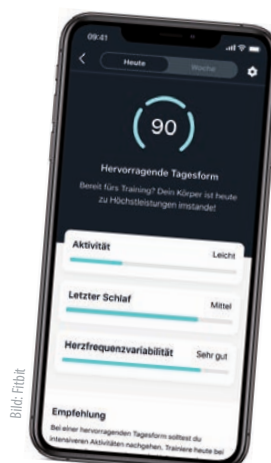 09:41
Heute
Woche
90
Hervorragende Tagesform
Bereit fürs Training? Dein Körper ist heute
zu Höchstleistungen imstande!
Aktivität
Leicht
Letzter Schlaf
Mittel
Herzfrequenzvariabilität
Sehr gut
Empfehlung
Bei einer hervorragenden Tagesform solltest du
intensiveren Aktivitäten nachgehen. Trainiere heute bei
Bild: Fitbit